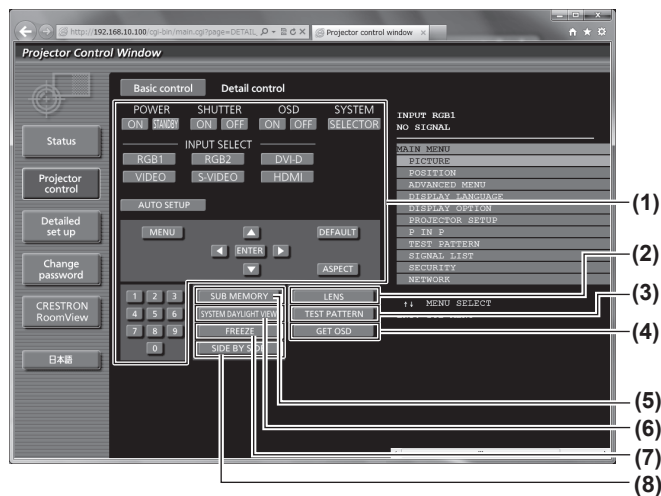 http://192.168.10.100/cgi-bin/main.cgi?page=DETAIL_
Projector control window
Projector Control Window
Basic control
Detail control
POWER
SHUTTER
OSD
SYSTEM
ON
STANDBY
ON
OFF
ON
OFF
SELECTOR
INPUT SELECT
RGB1
RGB2
DVI-D
VIDEO
S-VIDEO
HDMI
AUTO SETUP
MENU
DEFAULT
ENTER
ASPECT
1 2 3
4 5 6
7 8 9
0
SUB MEMORY
LENS
SYSTEM DAYLIGHT VIEW
TEST PATTERN
FREEZE
GET OSD
SIDE BY SIDE
Status
Projector
control
Detailed
set up
Change
password
CRESTRON
RoomView
日本語
INPUT RGB1
NO SIGNAL
MAIN MENU
PICTURE
POSITION
ADVANCED MENU
DISPLAY LANGUAGE
DISPLAY OPTION
PROJECTOR SETUP
P IN P
TEST PATTERN
SIGNAL LIST
SECURITY
NETWORK
↑↓ MENU SELECT
(1)
(2)
(3)
(4)
(5)
(6)
(7)
(8)